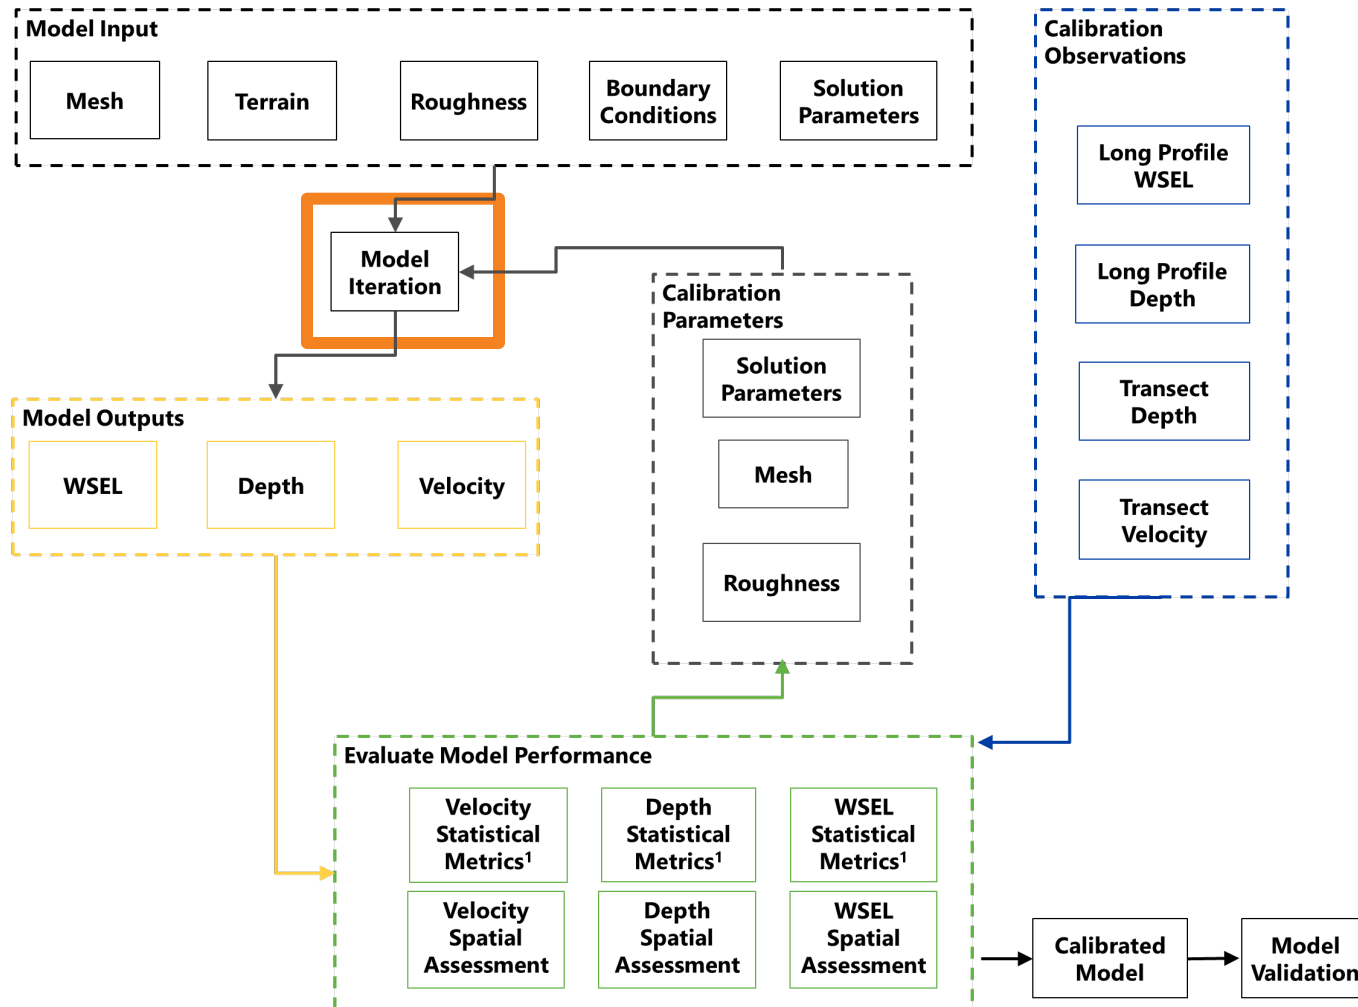 Model Input
Mesh
Terrain
Roughness
Boundary
Conditions
Solution
Parameters
Calibration
Observations
Long Profile
WSEL
Long Profile
Depth
Transect
Depth
Transect
Velocity
Model
Iteration
Calibration
Parameters
Solution
Parameters
Mesh
Roughness
Model Outputs
WSEL
Depth
Velocity
Evaluate Model Performance
Velocity
Statistical
Metrics¹
Depth
Statistical
Metrics¹
WSEL
Statistical
Metrics¹
Velocity
Spatial
Assessment
Depth
Spatial
Assessment
WSEL
Spatial
Assessment
Calibrated
Model
Model
Validation